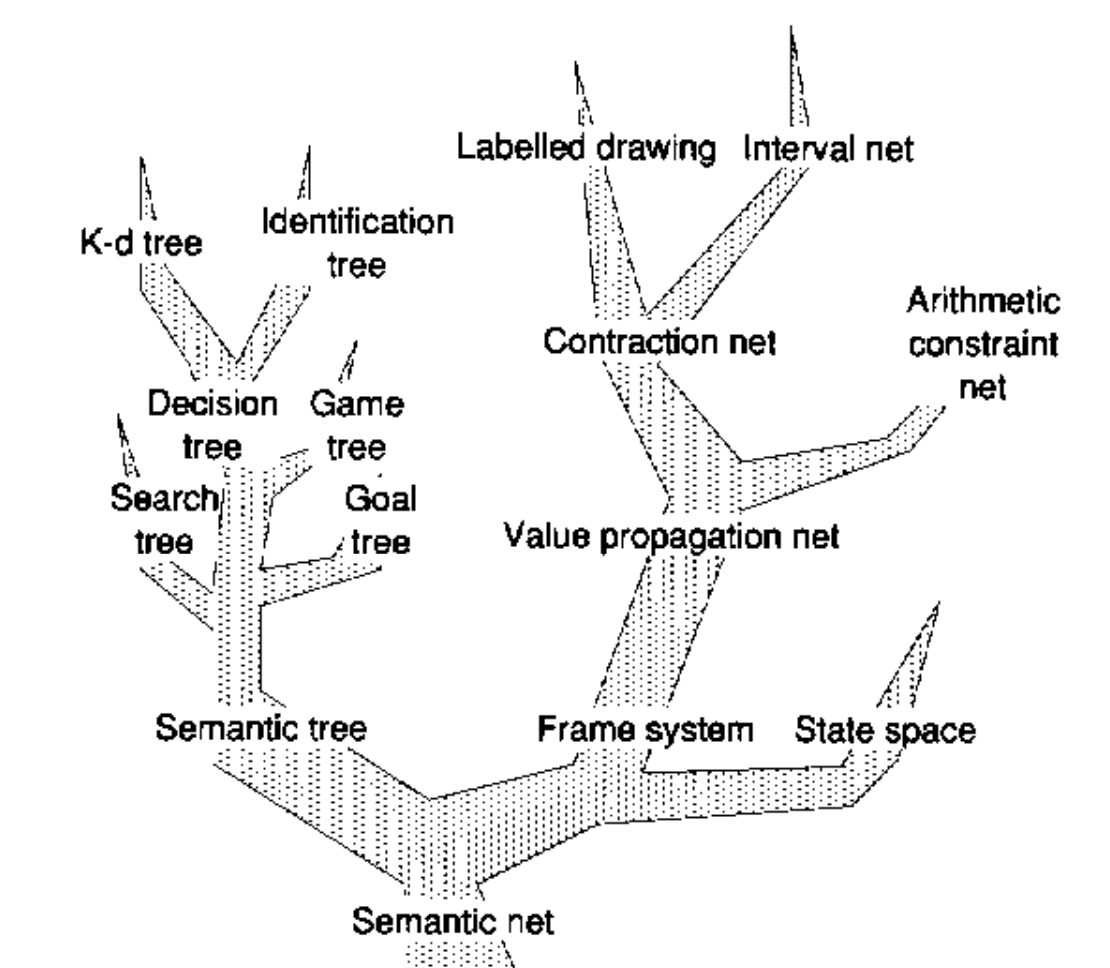 Labelled drawing
Interval net
K-d tree
Identification
tree
Arithmetic
constraint
net
Contraction net
Decision
tree
Game
tree
Search
tree
Goal
tree
Value propagation net
Semantic tree
Frame system
State space
Semantic net